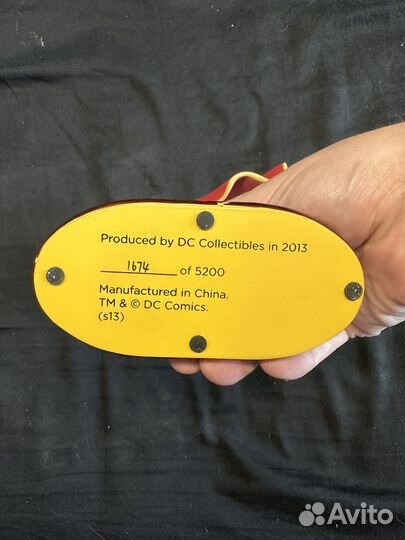 Produced by DC Collectibles in 2013
1674 of 5200
Manufactured in China.
TM & © DC Comics.
(s13)
Avito